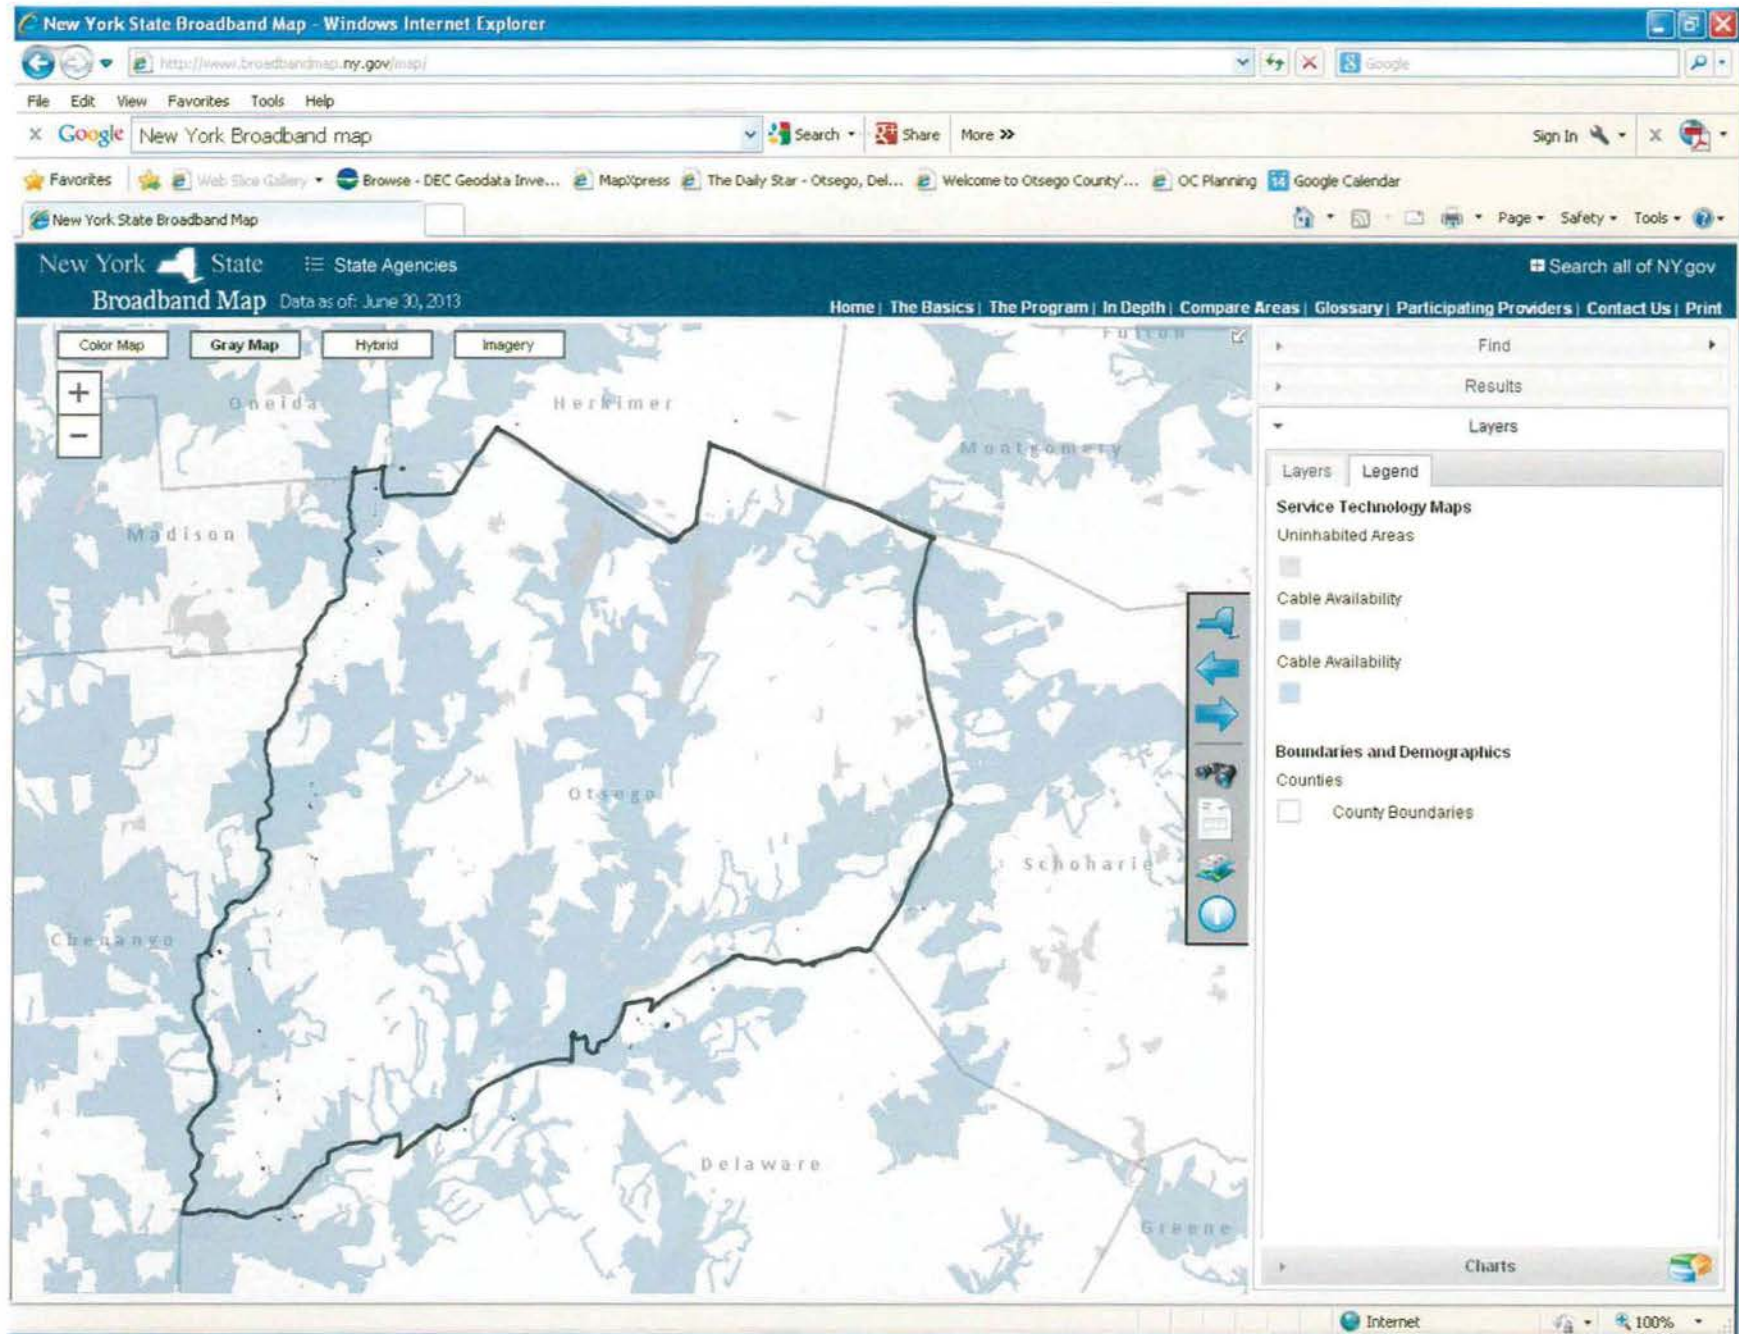 New York State Broadband Map - Windows Internet Explorer
http://www.broadbandmap.ny.gov/map/
Google
File Edit View Favorites Tools Help
x Google New York Broadband map Search Share More >> Sign In x
Favorites Web Slice Gallery Browse - DEC Geodata Inve... MapXpress The Daily Star - Otsego, Del... Welcome to Otsego County'... OC Planning 14 Google Calendar
New York State Broadband Map Page Safety Tools
New York State State Agencies Search all of NY.gov
Broadband Map Data as of: June 30, 2013 Home | The Basics | The Program | In Depth | Compare Areas | Glossary | Participating Providers | Contact Us | Print
Color Map Gray Map Hybrid Imagery
+
−
Fulton
Oneida
Herkimer
Montgomery
Madison
Otsego
Schoharie
Chenango
Delaware
Greene
Find
Results
Layers
Layers Legend
Service Technology Maps
Uninhabited Areas
Cable Availability
Cable Availability
Boundaries and Demographics
Counties
County Boundaries
Charts
Internet 100%